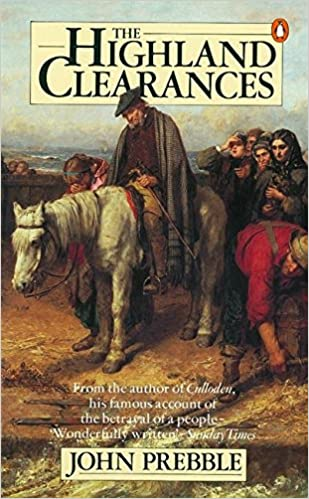 THE
HIGHLAND
CLEARANCES
From the author of Culloden,
his famous account of
the betrayal of a people -
'Wonderfully written' - Sunday Times
JOHN PREBBLE